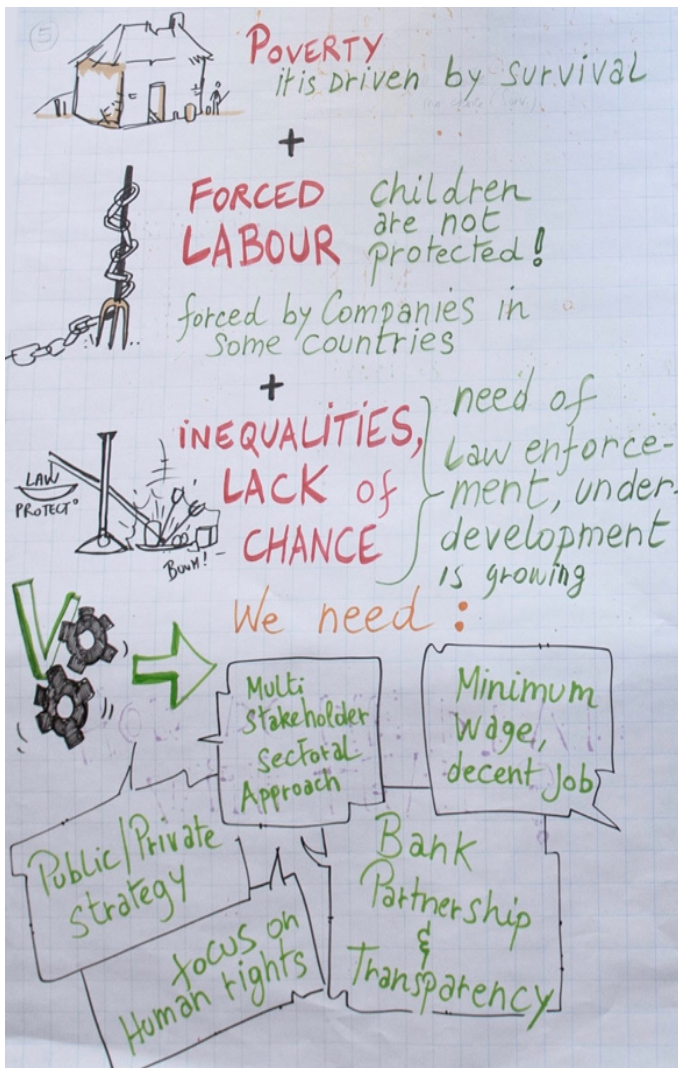 5
POVERTY
it is DRiven by survival
+
FORCED
LABOUR
children
are not
protected!
forced by Companies in
Some countries
+
iNEQUALITIES,
LACK of
CHANCE
need of
Law enforce-
ment, under-
development
is growing
LAW
PROTECT°
BOUM!
We need :
Multi
Stakeholder
sectoral
Approach
Minimum
wage,
decent Job
Public/Private
strategy
focus on
Human rights
Bank
Partnership
&
Transparency